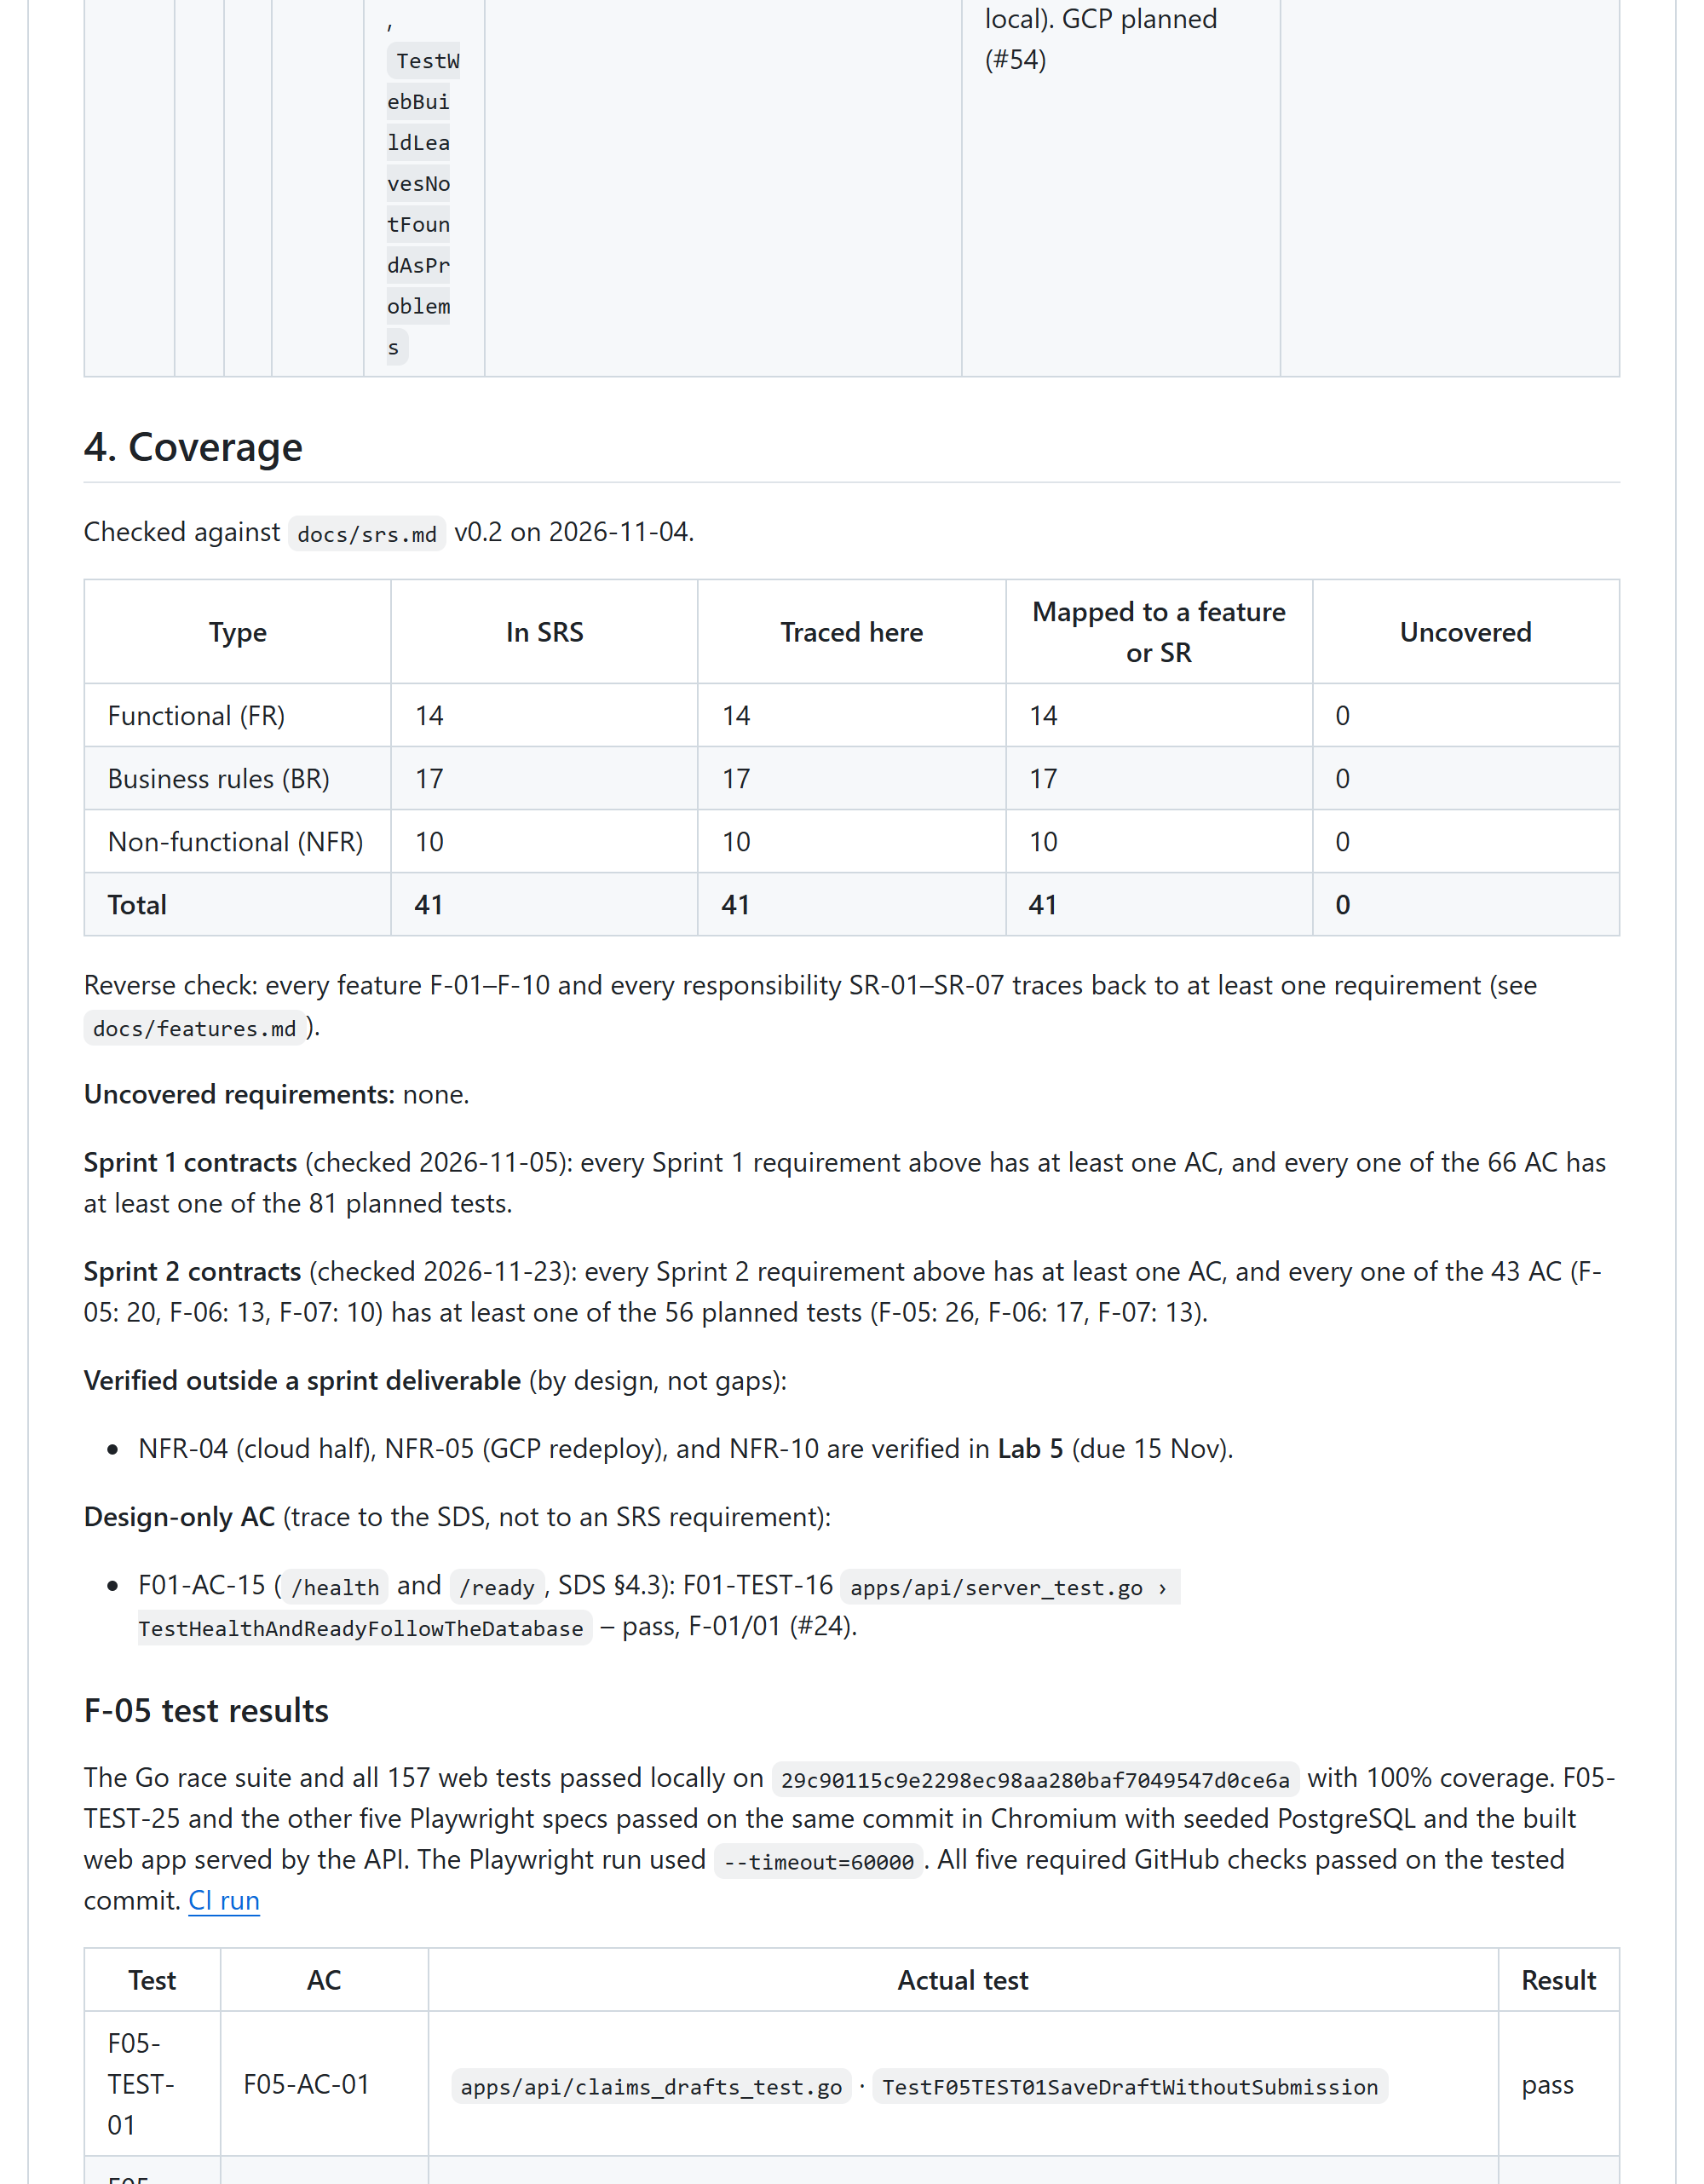 ,
TestW
ebBui
ldLea
vesNo
tFoun
dAsPr
oblem
s
local). GCP planned
(#54)
4. Coverage
Checked against docs/srs.md v0.2 on 2026-11-04.
Type In SRS Traced here Mapped to a feature or SR Uncovered
Functional (FR) 14 14 14 0
Business rules (BR) 17 17 17 0
Non-functional (NFR) 10 10 10 0
Total 41 41 41 0
Reverse check: every feature F-01–F-10 and every responsibility SR-01–SR-07 traces back to at least one requirement (see
docs/features.md).
Uncovered requirements: none.
Sprint 1 contracts (checked 2026-11-05): every Sprint 1 requirement above has at least one AC, and every one of the 66 AC has
at least one of the 81 planned tests.
Sprint 2 contracts (checked 2026-11-23): every Sprint 2 requirement above has at least one AC, and every one of the 43 AC (F-
05: 20, F-06: 13, F-07: 10) has at least one of the 56 planned tests (F-05: 26, F-06: 17, F-07: 13).
Verified outside a sprint deliverable (by design, not gaps):
• NFR-04 (cloud half), NFR-05 (GCP redeploy), and NFR-10 are verified in Lab 5 (due 15 Nov).
Design-only AC (trace to the SDS, not to an SRS requirement):
• F01-AC-15 (/health and /ready, SDS §4.3): F01-TEST-16 apps/api/server_test.go ›
TestHealthAndReadyFollowTheDatabase – pass, F-01/01 (#24).
F-05 test results
The Go race suite and all 157 web tests passed locally on 29c90115c9e2298ec98aa280baf7049547d0ce6a with 100% coverage. F05-
TEST-25 and the other five Playwright specs passed on the same commit in Chromium with seeded PostgreSQL and the built
web app served by the API. The Playwright run used --timeout=60000. All five required GitHub checks passed on the tested
commit. CI run
Test AC Actual test Result
F05-
TEST-
01
F05-AC-01
apps/api/claims_drafts_test.go · TestF05TEST01SaveDraftWithoutSubmission
pass